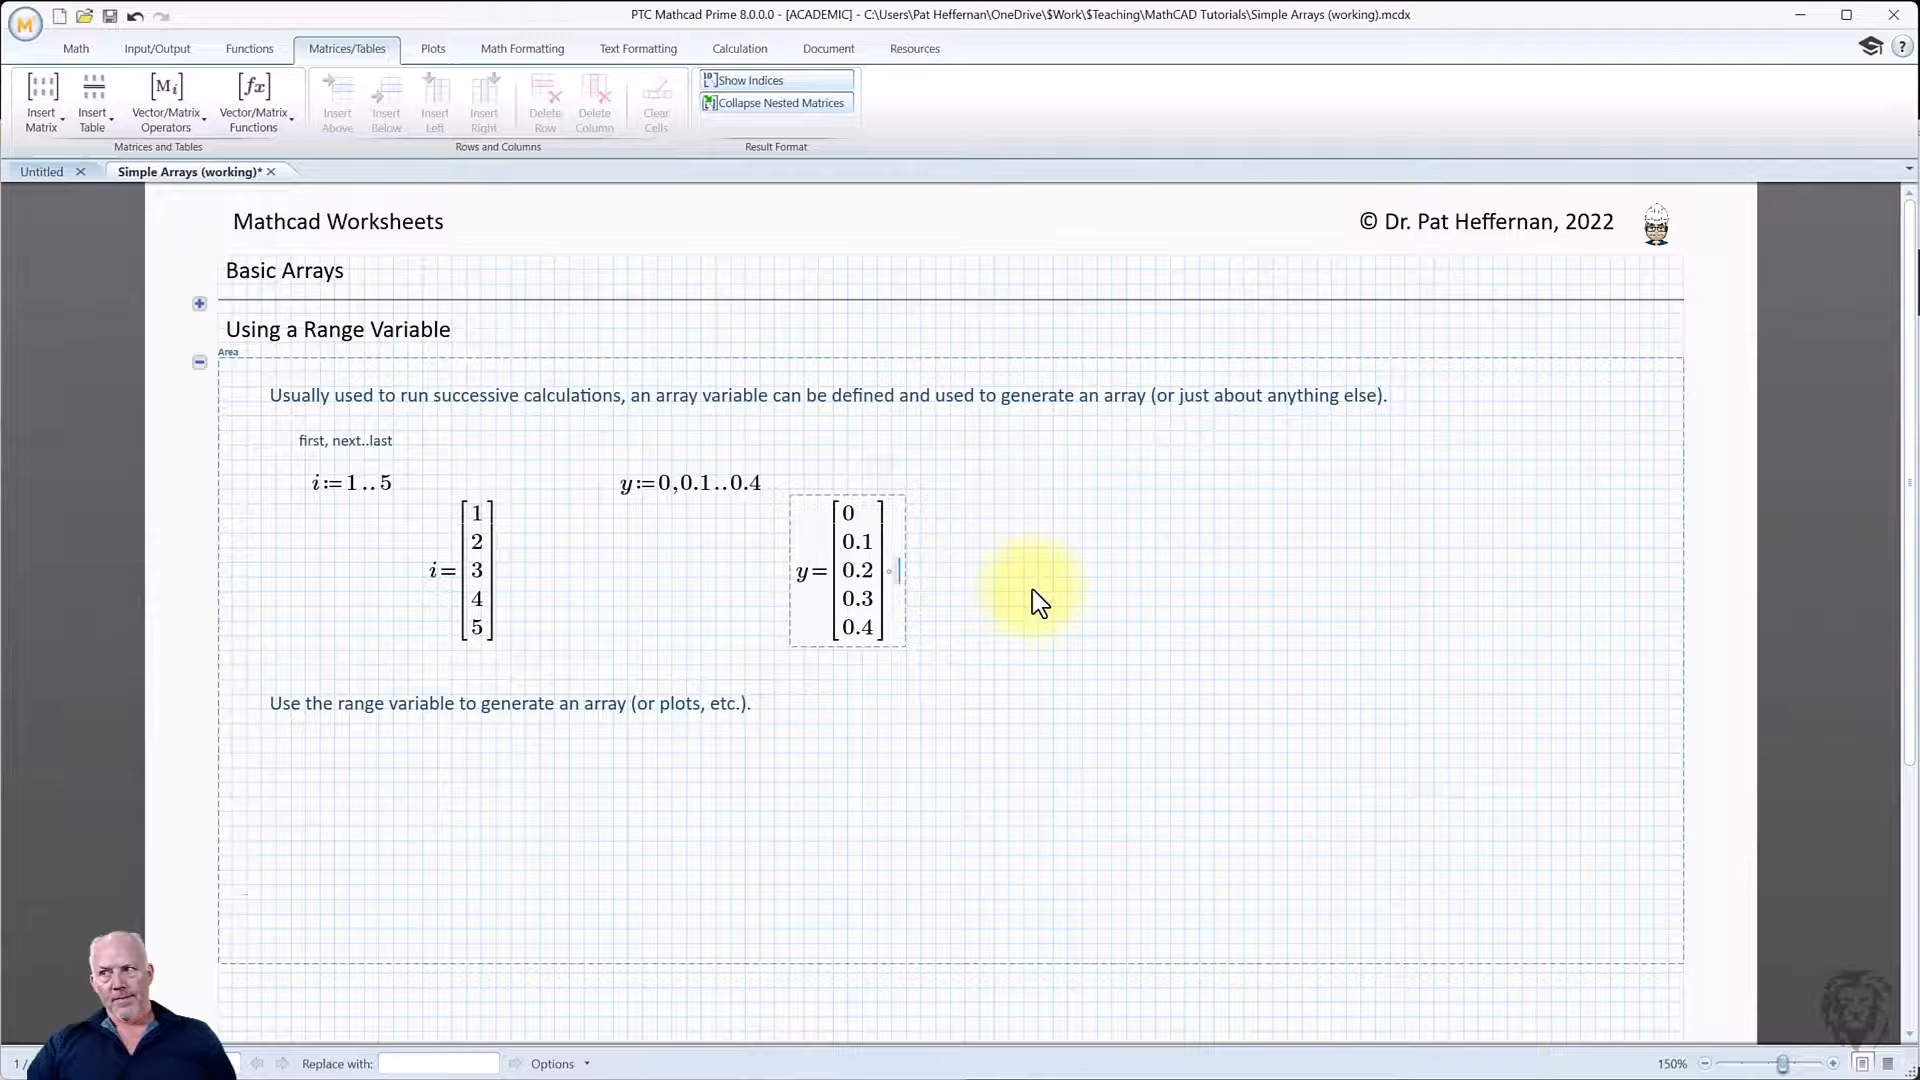 PTC Mathcad Prime 8.0.0.0 - [ACADEMIC] - C:\Users\Pat Heffernan\OneDrive\$Work\$Teaching\MathCAD Tutorials\Simple Arrays (working).mcdx
Math Input/Output Functions Matrices/Tables Plots Math Formatting Text Formatting Calculation Document Resources
Insert Matrix
Insert Table
Vector/Matrix Operators
Vector/Matrix Functions
Insert Above
Insert Below
Insert Left
Insert Right
Delete Row
Delete Column
Clear Cells
Show Indices
Collapse Nested Matrices
Matrices and Tables
Rows and Columns
Result Format
Untitled
Simple Arrays (working)*
Mathcad Worksheets
© Dr. Pat Heffernan, 2022
Basic Arrays
Using a Range Variable
Area
Usually used to run successive calculations, an array variable can be defined and used to generate an array (or just about anything else).
first, next..last
i:=1..5
y:=0,0.1..0.4
i=
1
2
3
4
5
y=
0
0.1
0.2
0.3
0.4
Use the range variable to generate an array (or plots, etc.).
1 /
Replace with:
Options
150%